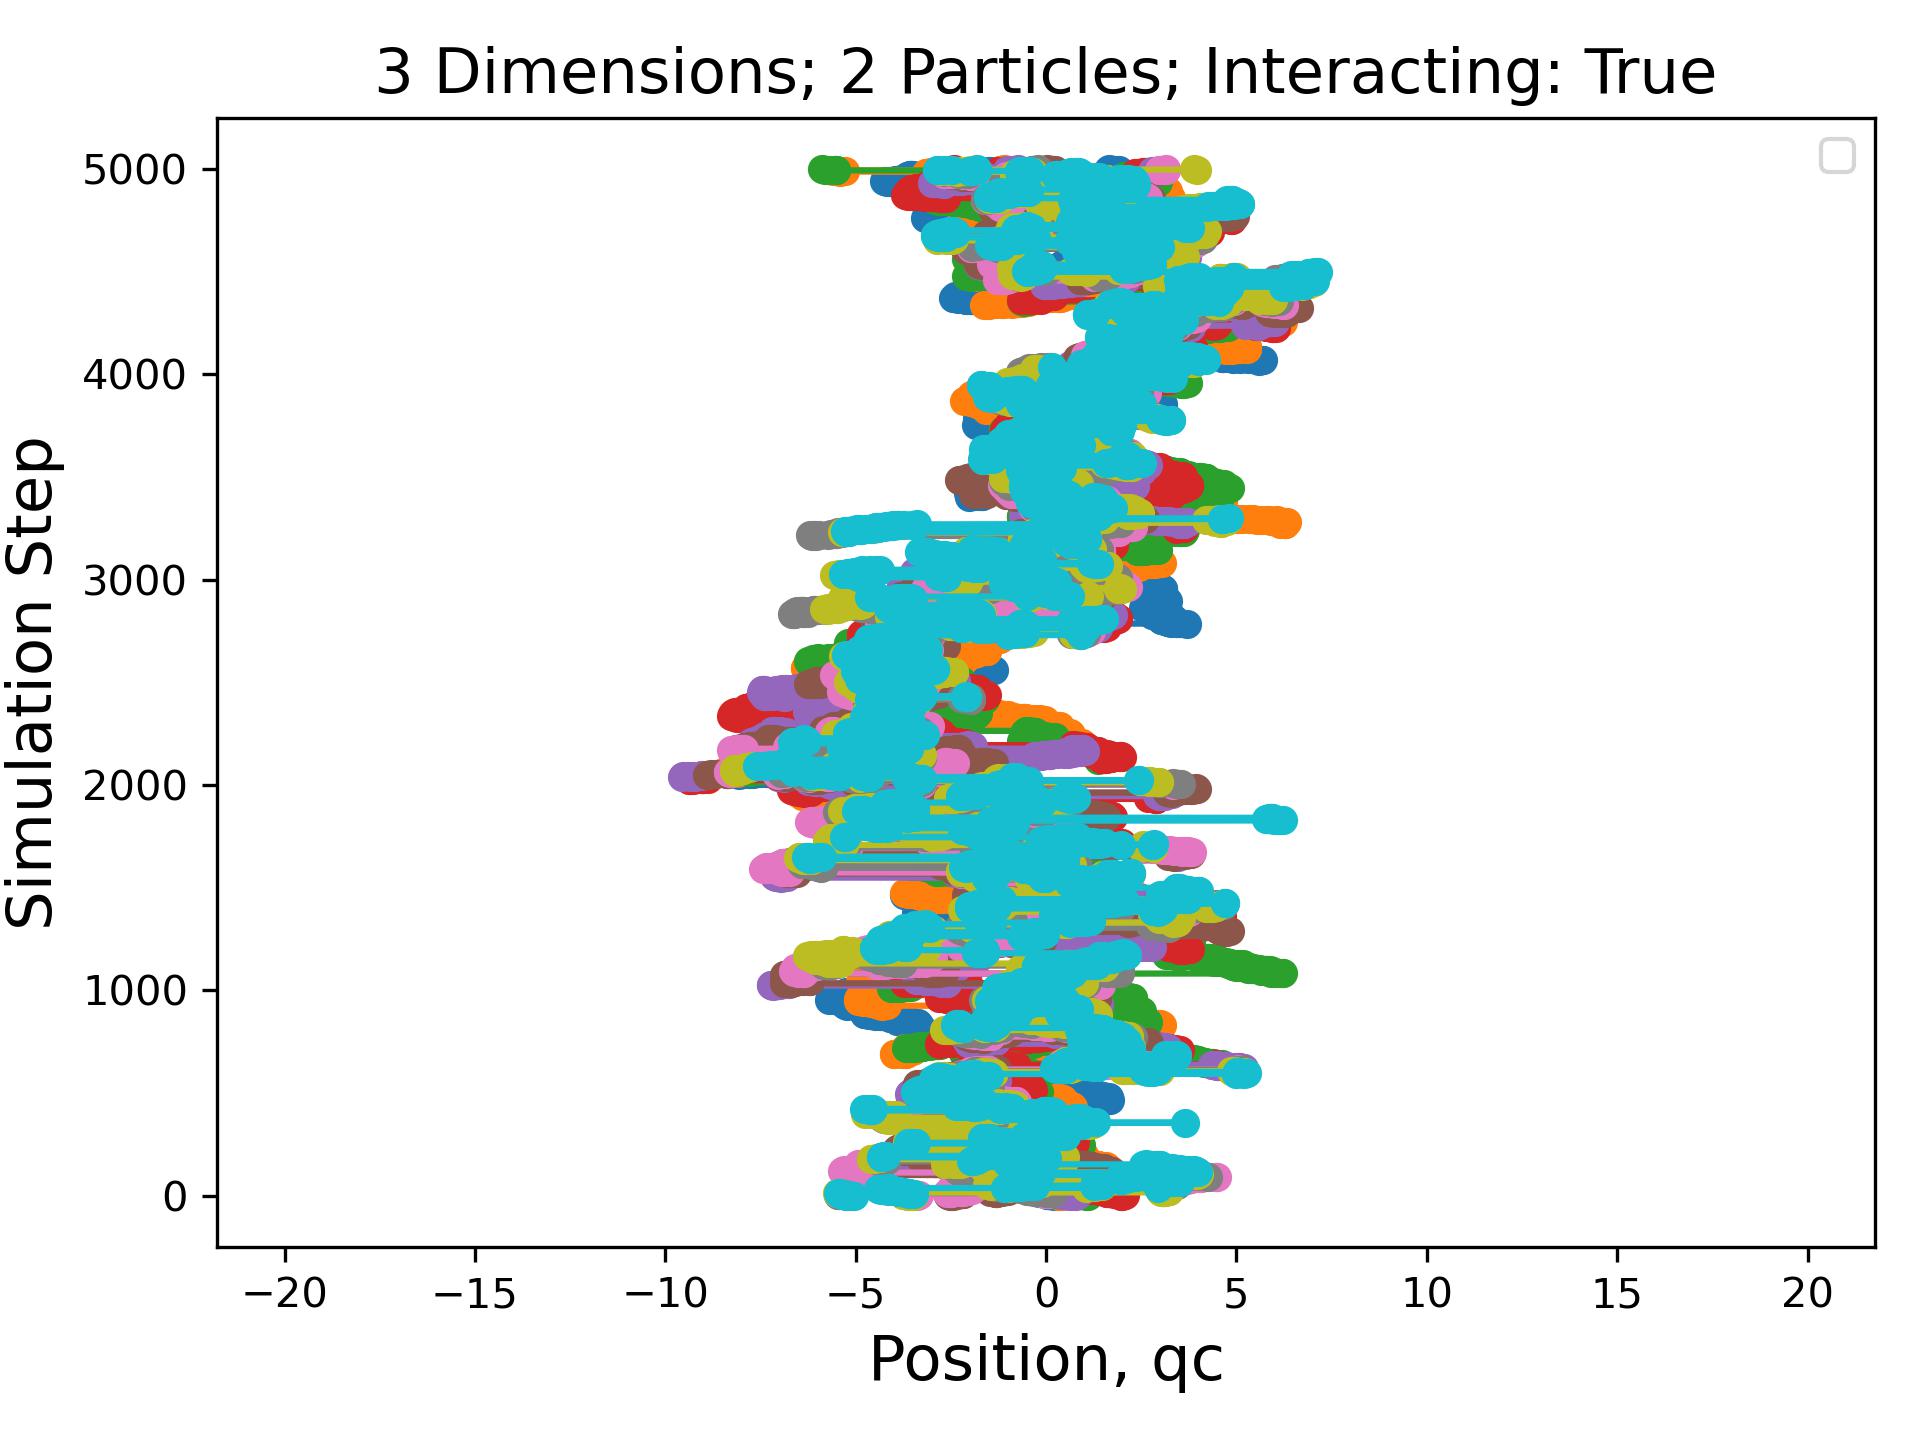 3 Dimensions; 2 Particles; Interacting: True
Simulation Step
5000
4000
3000
2000
1000
0
−20 −15 −10 −5 0 5 10 15 20
Position, qc